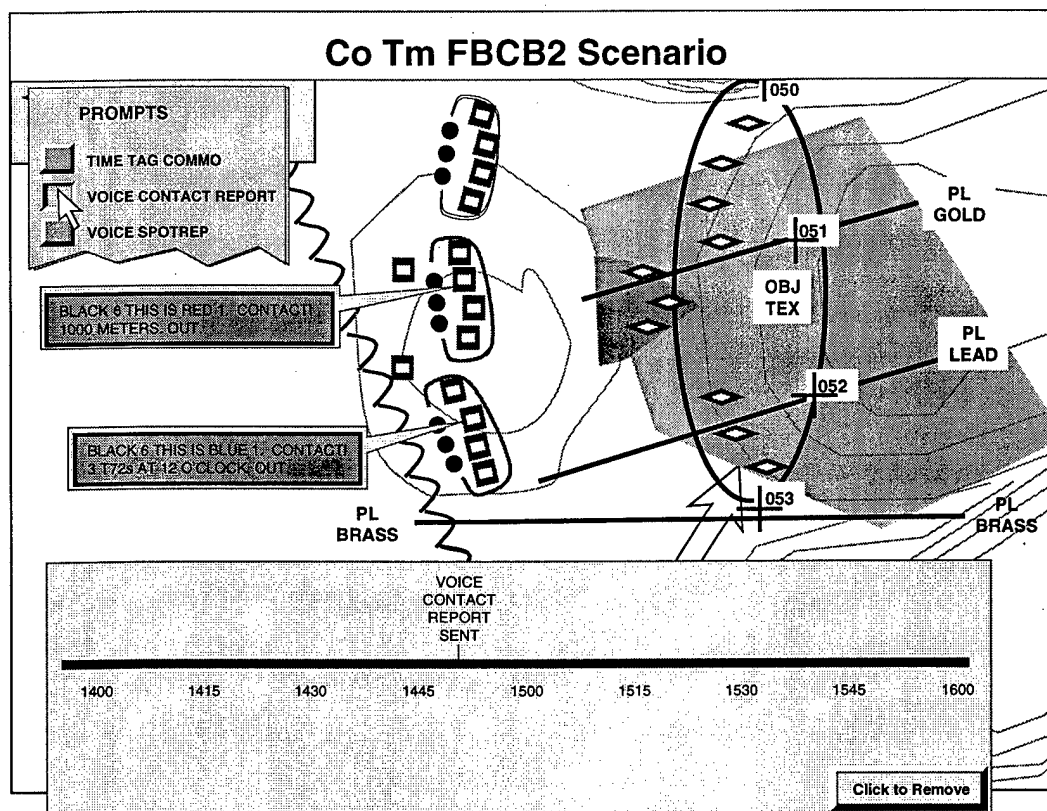 Co Tm FBCB2 Scenario
PROMPTS
TIME TAG COMMO
VOICE CONTACT REPORT
VOICE SPOTREP
050
PL
GOLD
051
OBJ
TEX
BLACK 6 THIS IS RED 1. CONTACT!
1000 METERS. OUT
PL
LEAD
052
BLACK 6 THIS IS BLUE 1. CONTACT!
3 T72s AT 12 O'CLOCK, OUT
053
PL
BRASS
PL
BRASS
VOICE
CONTACT
REPORT
SENT
1400 1415 1430 1445 1500 1515 1530 1545 1600
Click to Remove